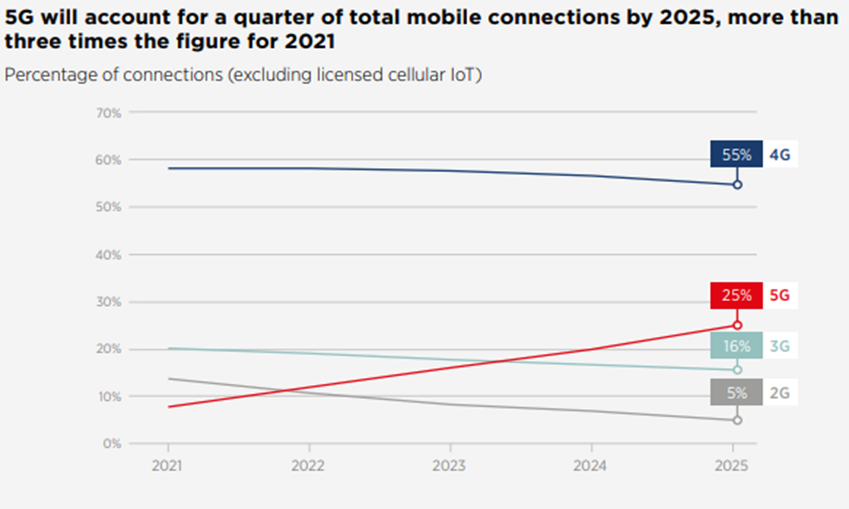 5G will account for a quarter of total mobile connections by 2025, more than
three times the figure for 2021
Percentage of connections (excluding licensed cellular IoT)
70%
60%
55% 4G
50%
40%
30%
25% 5G
20%
16% 3G
10%
5% 2G
0%
2021 2022 2023 2024 2025